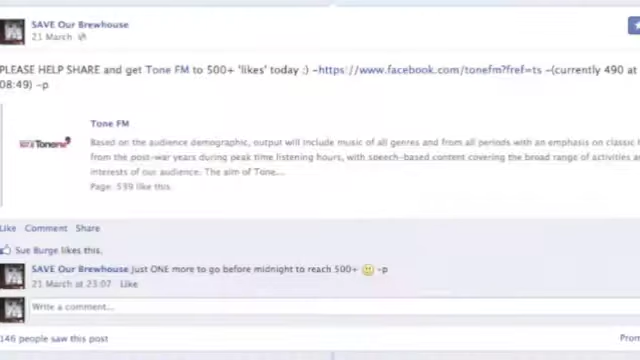 SAVE Our Brewhouse
21 March
PLEASE HELP SHARE and get Tone FM to 500+ 'likes' today :) ~https://www.facebook.com/tonefm?fref=ts ~(currently 490 at
08:49) ~p
Tone FM
Based on the audience demographic, output will include music of all genres and from all periods with an emphasis on classic
from the post-war years during peak time listening hours, with speech-based content covering the broad range of activities
interests of our audience. The aim of Tone...
Page: 539 like this.
Like Comment Share
Sue Burge likes this.
SAVE Our Brewhouse Just ONE more to go before midnight to reach 500+ ~p
21 March at 23:07 Like
Write a comment...
146 people saw this post